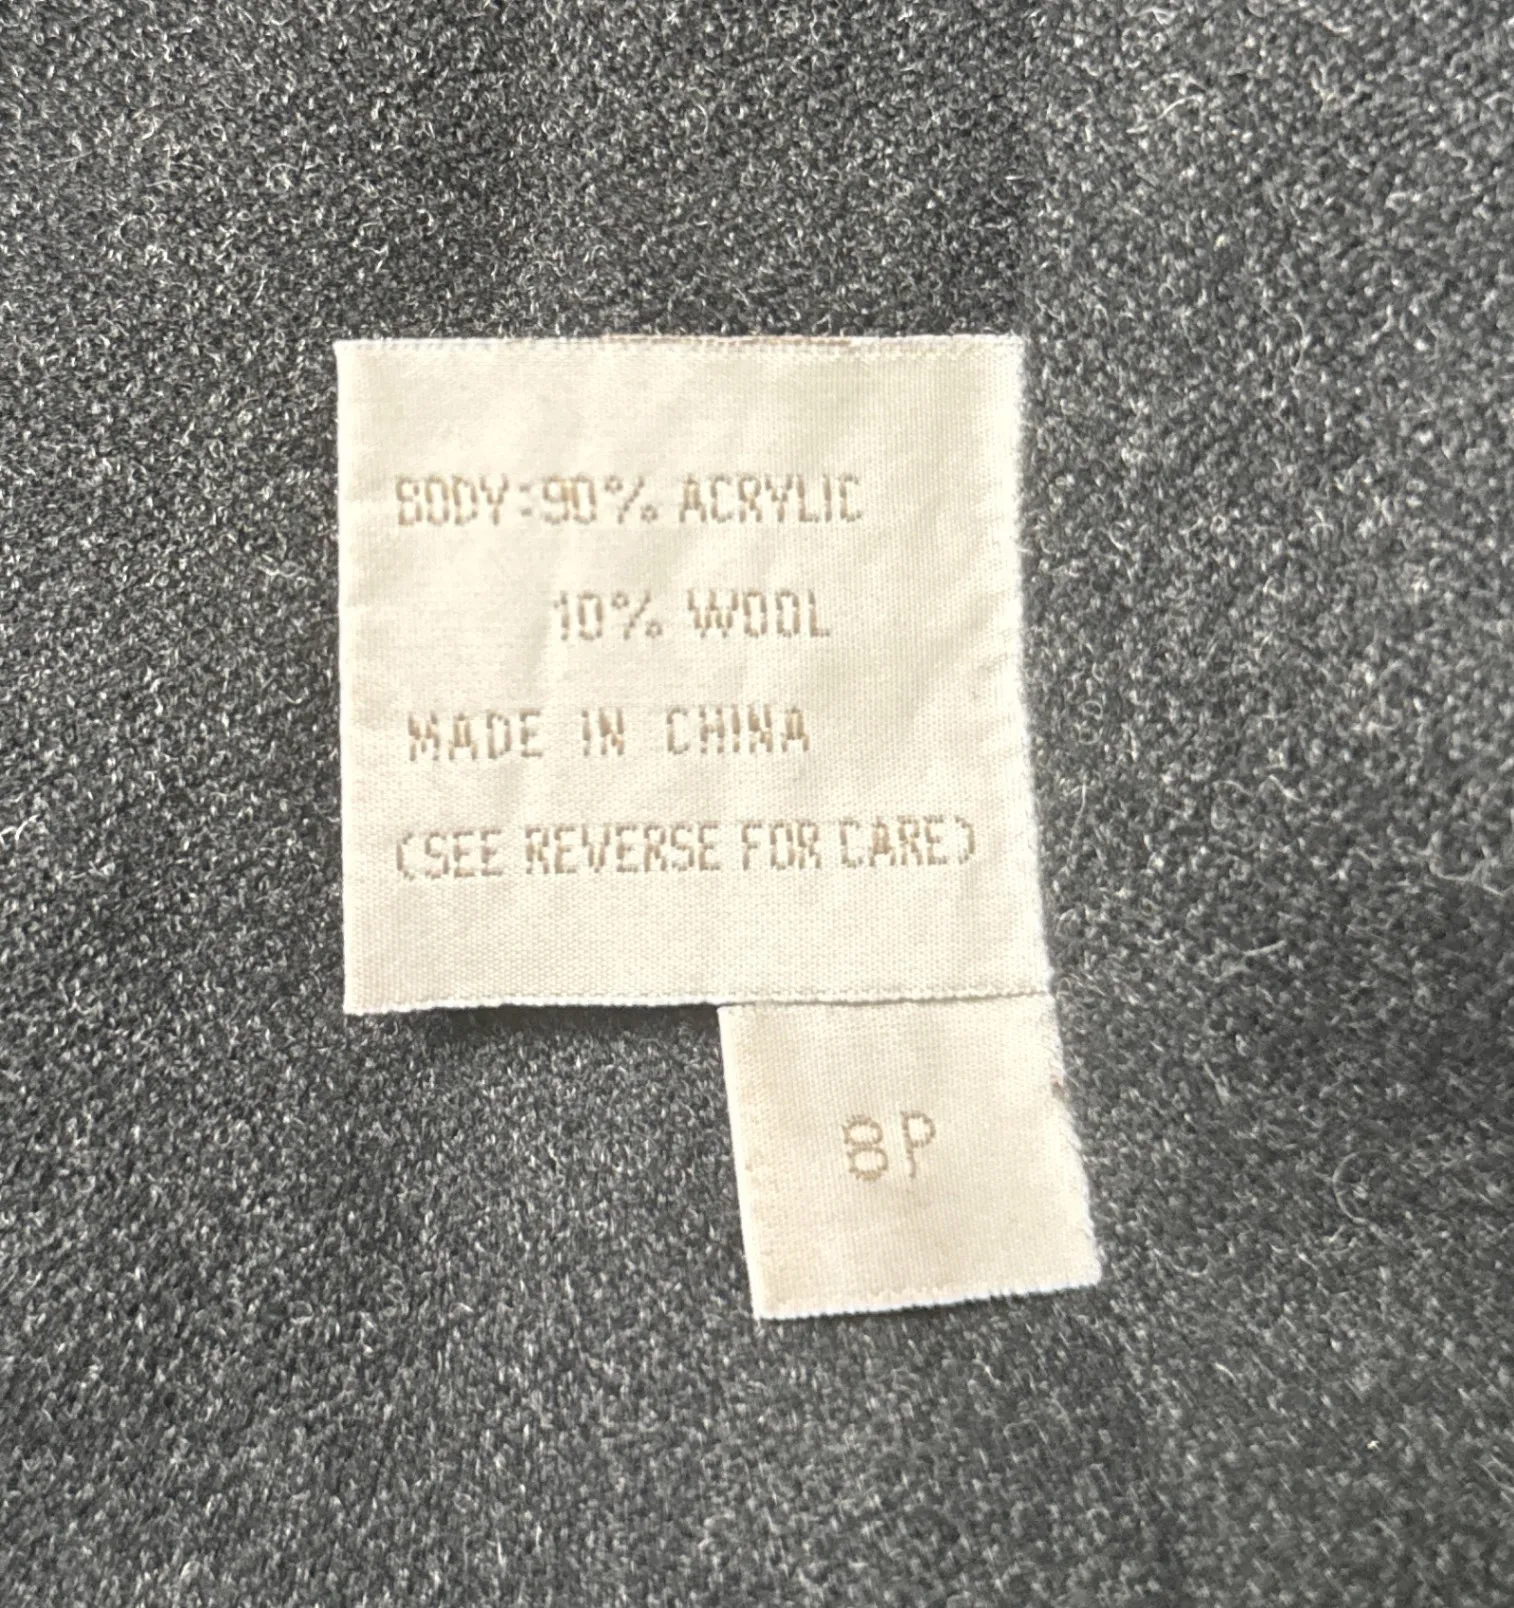 BODY:90% ACRYLIC
10% WOOL
MADE IN CHINA
(SEE REVERSE FOR CARE)
8P